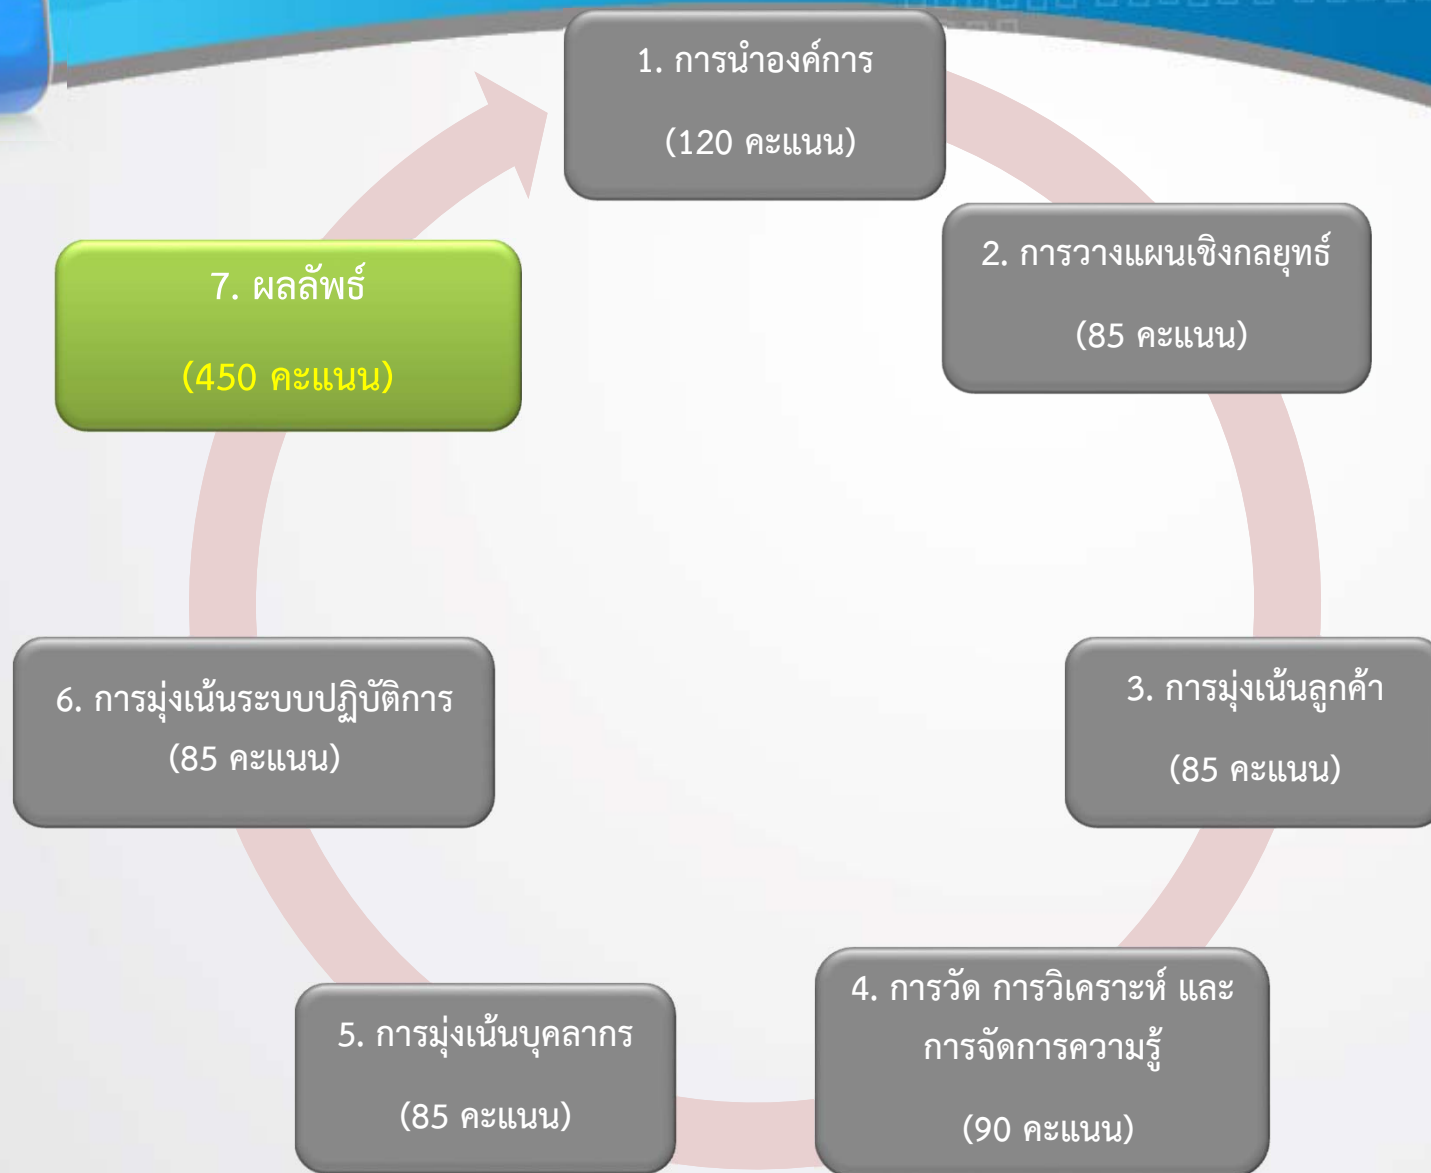 1. การนำองค์การ
(120 คะแนน)
2. การวางแผนเชิงกลยุทธ์
(85 คะแนน)
3. การมุ่งเน้นลูกค้า
(85 คะแนน)
4. การวัด การวิเคราะห์ และ
การจัดการความรู้
(90 คะแนน)
5. การมุ่งเน้นบุคลากร
(85 คะแนน)
6. การมุ่งเน้นระบบปฏิบัติการ
(85 คะแนน)
7. ผลลัพธ์
(450 คะแนน)